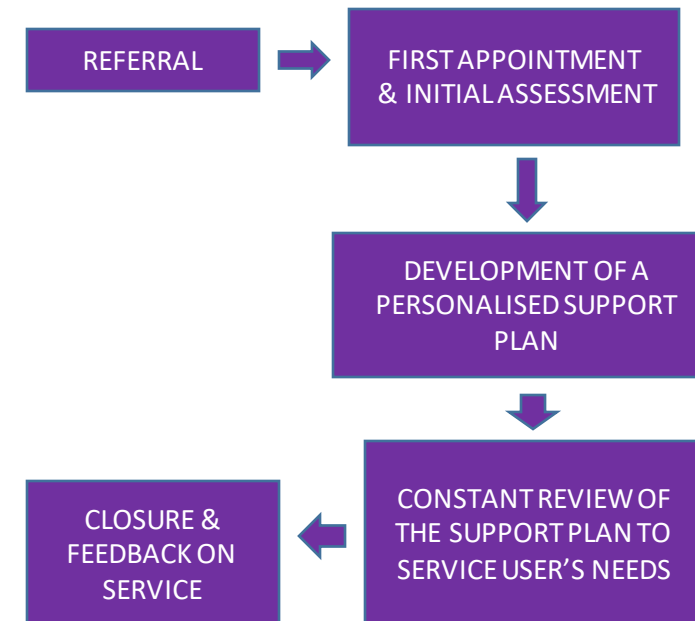 REFERRAL
FIRST APPOINTMENT
& INITIAL ASSESSMENT
DEVELOPMENT OF A
PERSONALISED SUPPORT
PLAN
CONSTANT REVIEW OF
THE SUPPORT PLAN TO
SERVICE USER’S NEEDS
CLOSURE &
FEEDBACK ON
SERVICE